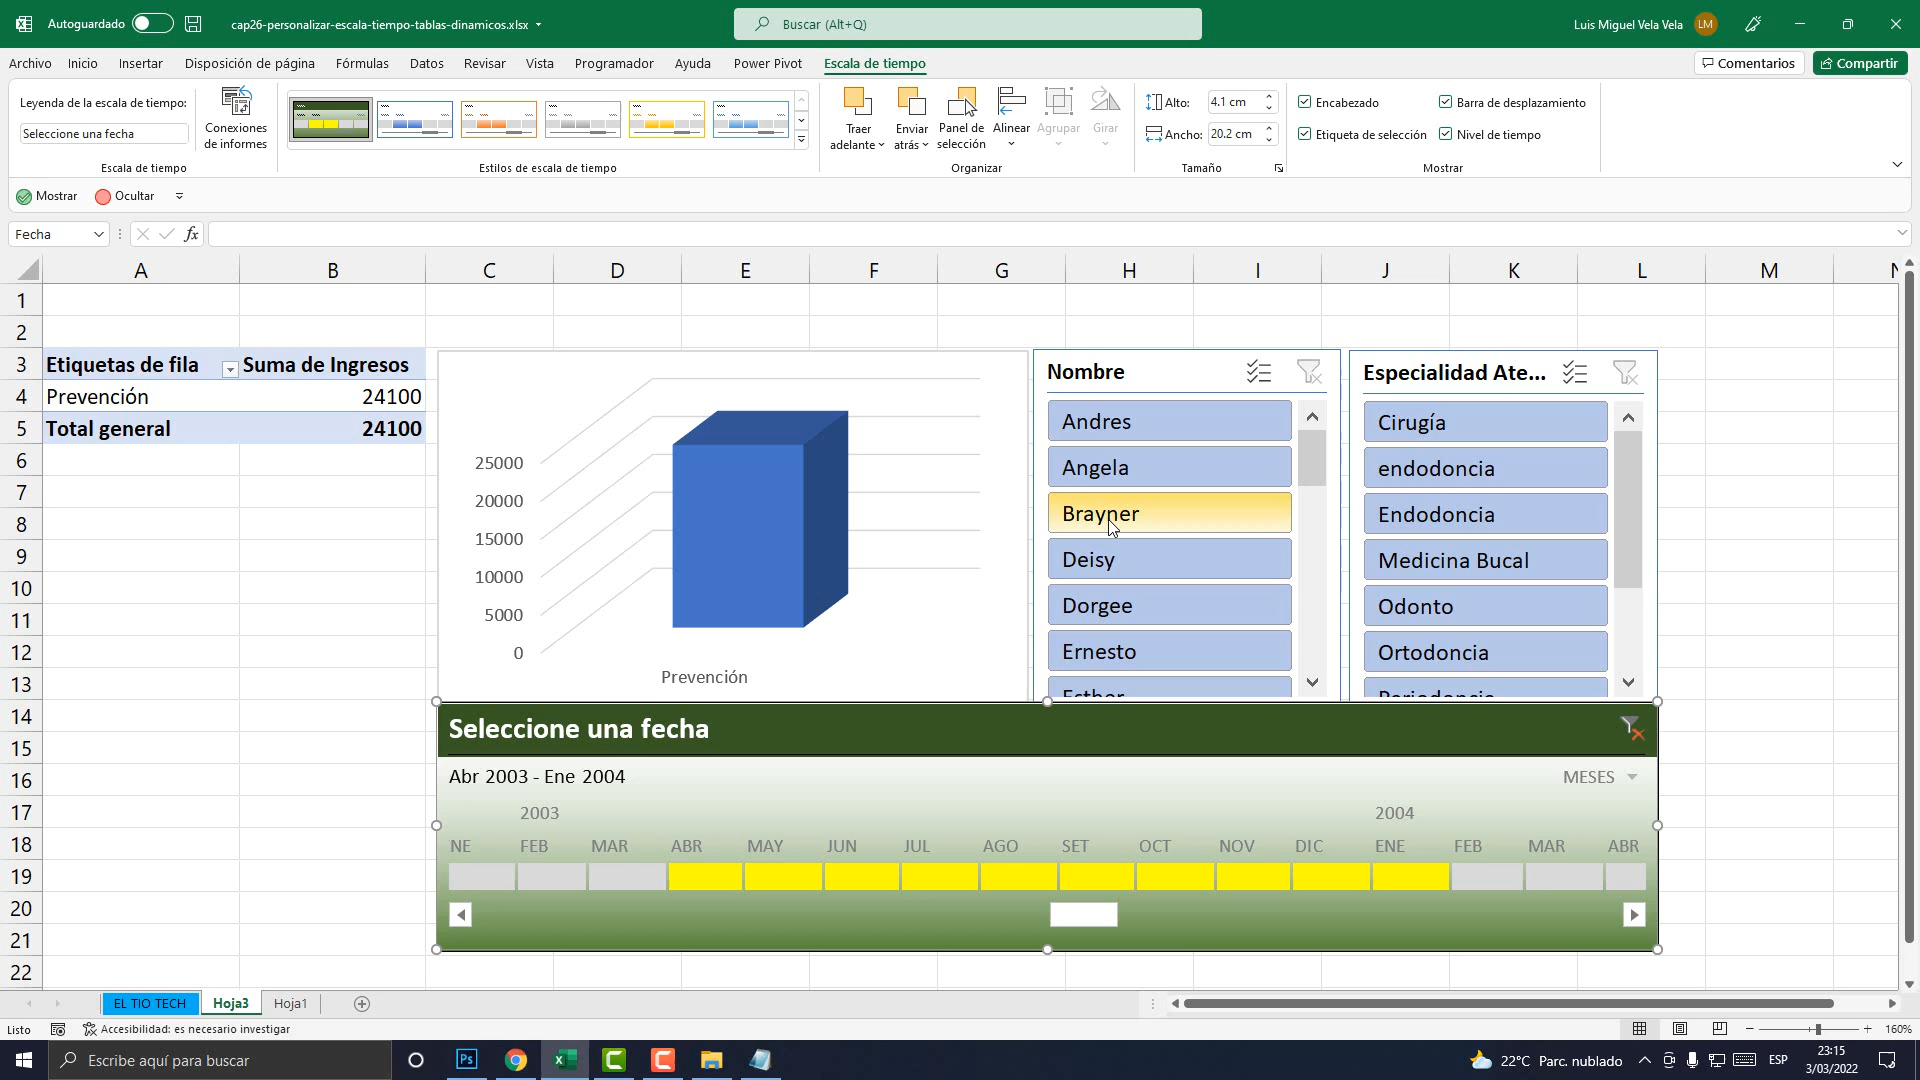 Autoguardado
cap26-personalizar-escala-tiempo-tablas-dinamicos.xlsx
Buscar (Alt+Q)
Luis Miguel Vela Vela
LM
Archivo Inicio Insertar Disposición de página Fórmulas Datos Revisar Vista Programador Ayuda Power Pivot Escala de tiempo
Comentarios
Compartir
Leyenda de la escala de tiempo:
Seleccione una fecha
Conexiones
de informes
Traer
adelante
Enviar
atrás
Panel de
selección
Alinear
Agrupar
Girar
Alto: 4.1 cm
Ancho: 20.2 cm
Encabezado
Barra de desplazamiento
Etiqueta de selección
Nivel de tiempo
Escala de tiempo
Estilos de escala de tiempo
Organizar
Tamaño
Mostrar
Mostrar
Ocultar
Fecha
fx
A B C D E F G H I J K L M N
1
2
3 Etiquetas de fila Suma de Ingresos
4 Prevención 24100
5 Total general 24100
6
7
8
9
10
11
12
13
14
15
16
17
18
19
20
21
22
25000
20000
15000
10000
5000
0
Prevención
Nombre
Andres
Angela
Brayner
Deisy
Dorgee
Ernesto
Esther
Especialidad Ate...
Cirugía
endodoncia
Endodoncia
Medicina Bucal
Odonto
Ortodoncia
Periodoncia
Seleccione una fecha
Abr 2003 - Ene 2004
MESES
2003 2004
NE FEB MAR ABR MAY JUN JUL AGO SET OCT NOV DIC ENE FEB MAR ABR
EL TIO TECH Hoja3 Hoja1
Listo
Accesibilidad: es necesario investigar
160%
Escribe aquí para buscar
Ps
22°C Parc. nublado
ESP
23:15
3/03/2022